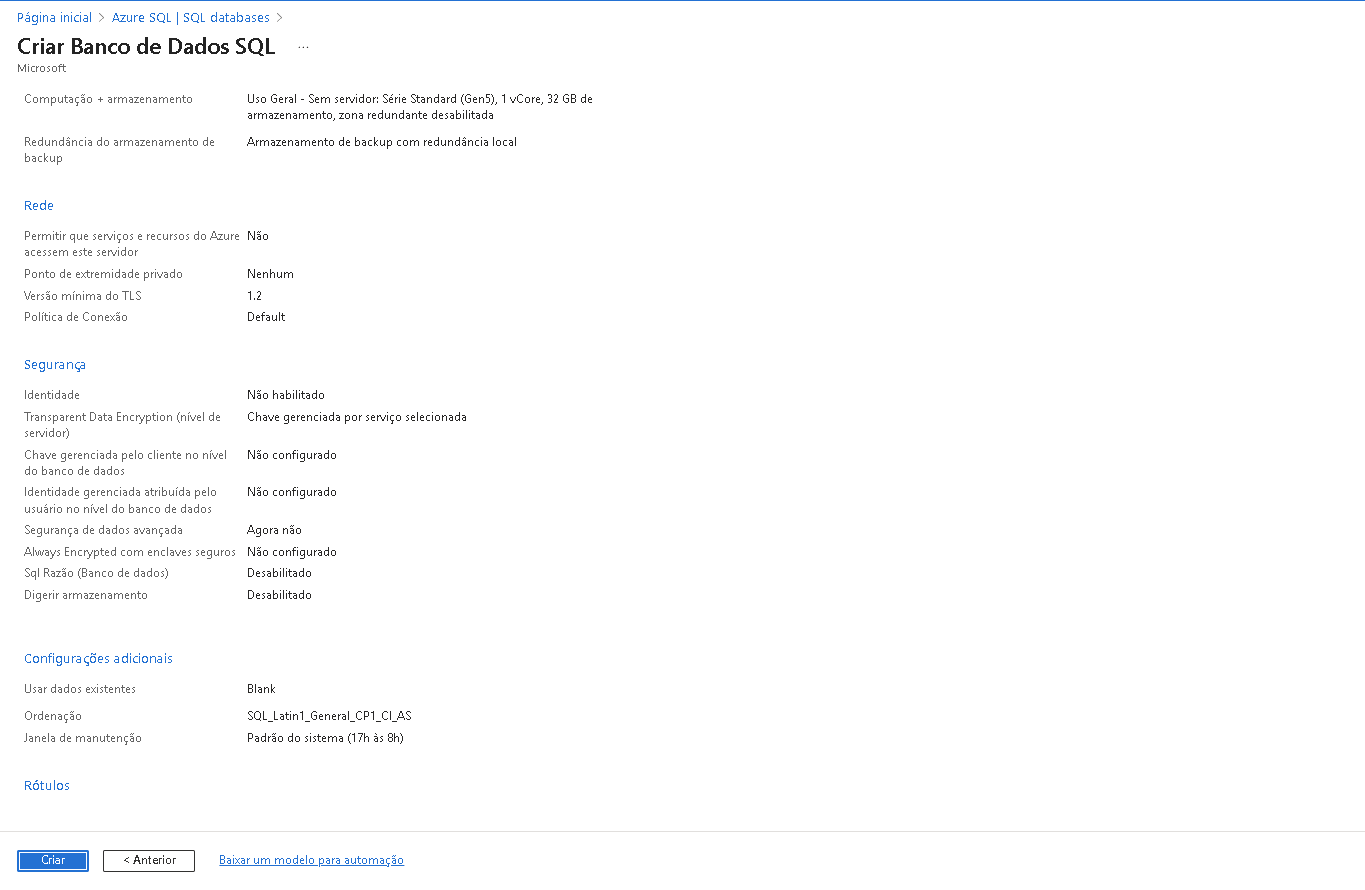 Página inicial > Azure SQL | SQL databases >
Criar Banco de Dados SQL ...
Microsoft
Computação + armazenamento Uso Geral - Sem servidor: Série Standard (Gen5), 1 vCore, 32 GB de
armazenamento, zona redundante desabilitada
Redundância do armazenamento de Armazenamento de backup com redundância local
backup
Rede
Permitir que serviços e recursos do Azure Não
acessem este servidor
Ponto de extremidade privado Nenhum
Versão mínima do TLS 1.2
Política de Conexão Default
Segurança
Identidade Não habilitado
Transparent Data Encryption (nível de Chave gerenciada por serviço selecionada
servidor)
Chave gerenciada pelo cliente no nível Não configurado
do banco de dados
Identidade gerenciada atribuída pelo Não configurado
usuário no nível do banco de dados
Segurança de dados avançada Agora não
Always Encrypted com enclaves seguros Não configurado
Sql Razão (Banco de dados) Desabilitado
Digerir armazenamento Desabilitado
Configurações adicionais
Usar dados existentes Blank
Ordenação SQL_Latin1_General_CP1_CI_AS
Janela de manutenção Padrão do sistema (17h às 8h)
Rótulos
Criar < Anterior Baixar um modelo para automação